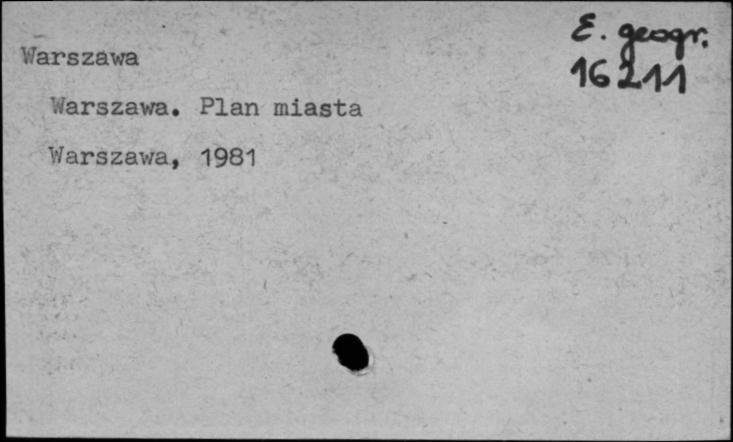 E. geogr.
16211
Warszawa
Warszawa. Plan miasta
Warszawa, 1981